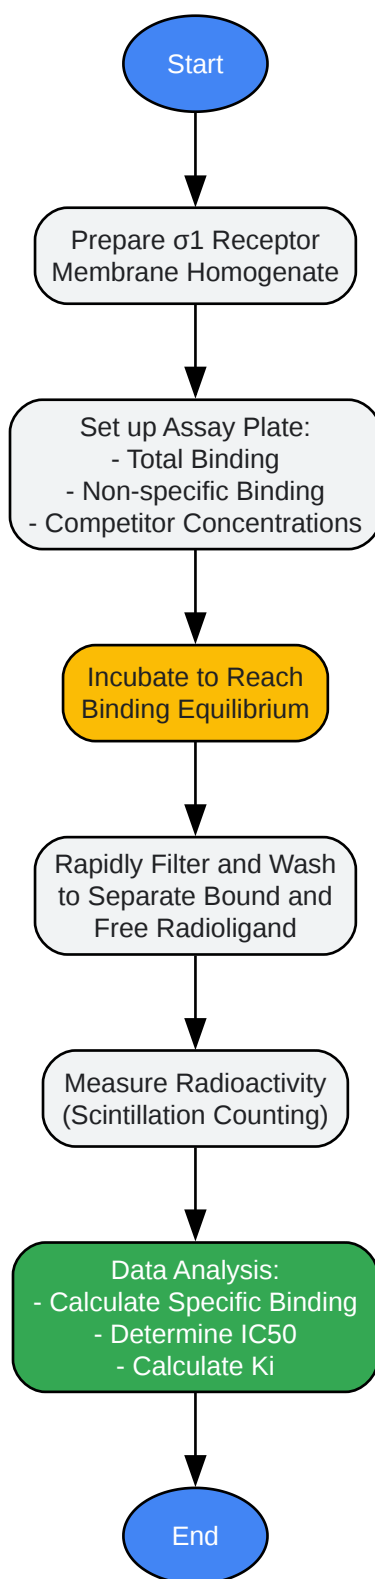 Start
Prepare σ1 Receptor
Membrane Homogenate
Set up Assay Plate:
- Total Binding
- Non-specific Binding
- Competitor Concentrations
Incubate to Reach
Binding Equilibrium
Rapidly Filter and Wash
to Separate Bound and
Free Radioligand
Measure Radioactivity
(Scintillation Counting)
Data Analysis:
- Calculate Specific Binding
- Determine IC50
- Calculate Ki
End